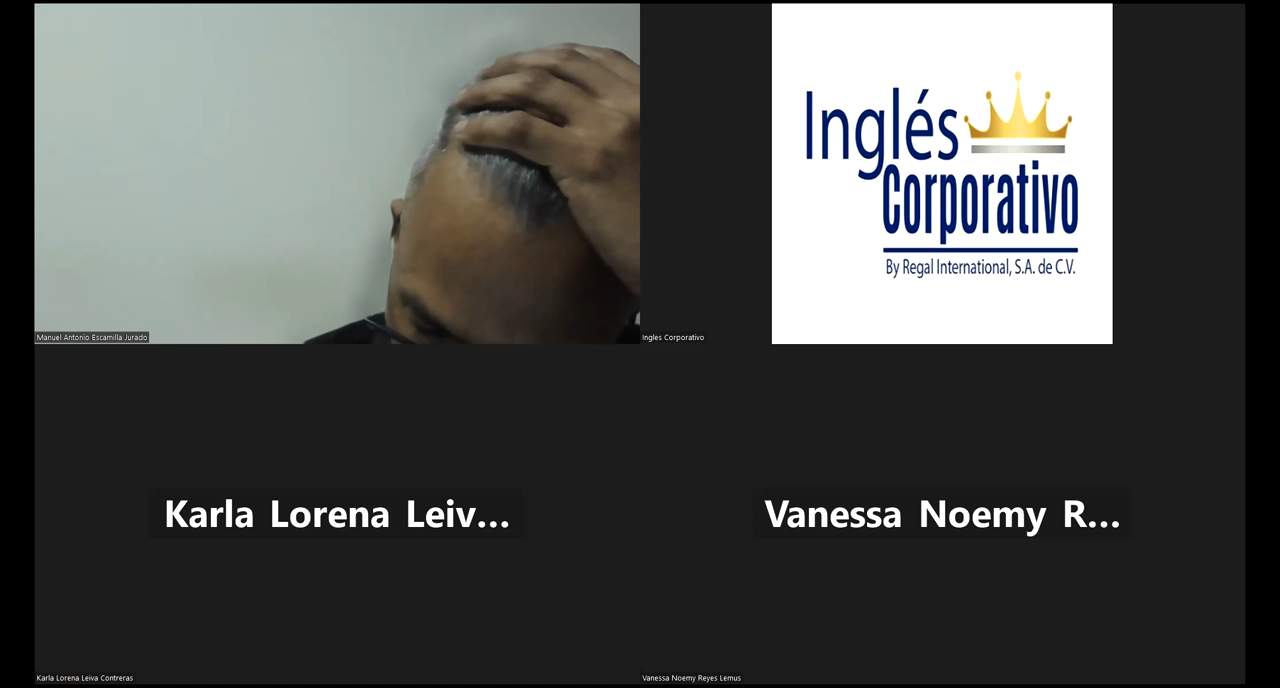 Inglés
Corporativo
By Regal International, S.A. de C.V.
Manuel Antonio Escamilla Jurado
Ingles Corporativo
Karla Lorena Leiv...
Vanessa Noemy R...
Karla Lorena Leiva Contreras
Vanessa Noemy Reyes Lemus